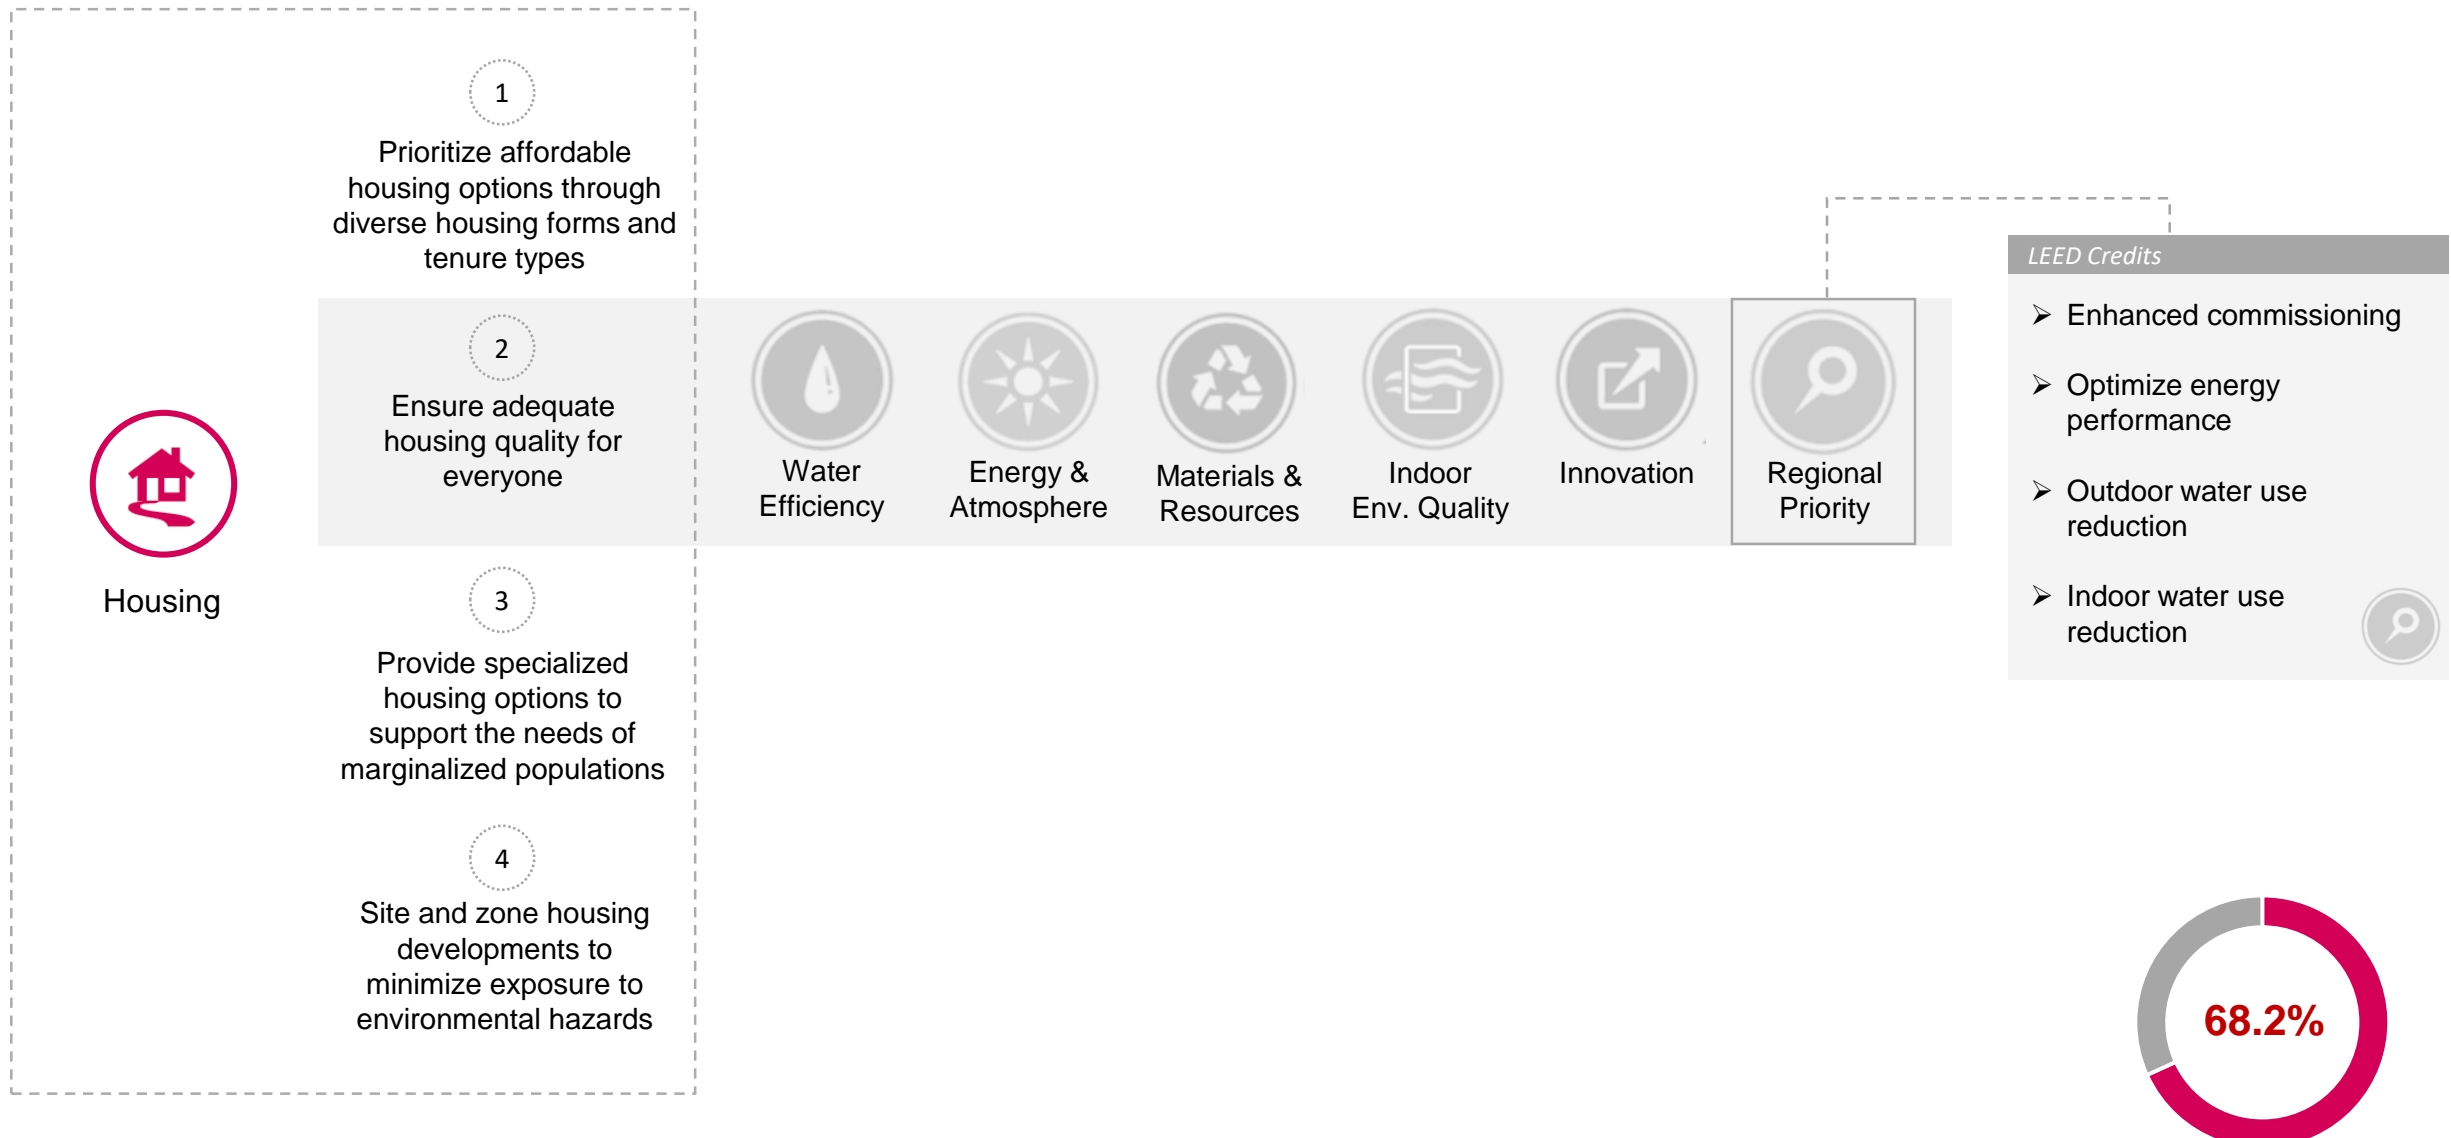 Housing
1
Prioritize affordable
housing options through
diverse housing forms and
tenure types
2
Ensure adequate
housing quality for
everyone
3
Provide specialized
housing options to
support the needs of
marginalized populations
4
Site and zone housing
developments to
minimize exposure to
environmental hazards
Water
Efficiency
Energy &
Atmosphere
Materials &
Resources
Indoor
Env. Quality
Innovation
Regional
Priority
LEED Credits
➢ Enhanced commissioning
➢ Optimize energy
performance
➢ Outdoor water use
reduction
➢ Indoor water use
reduction
68.2%